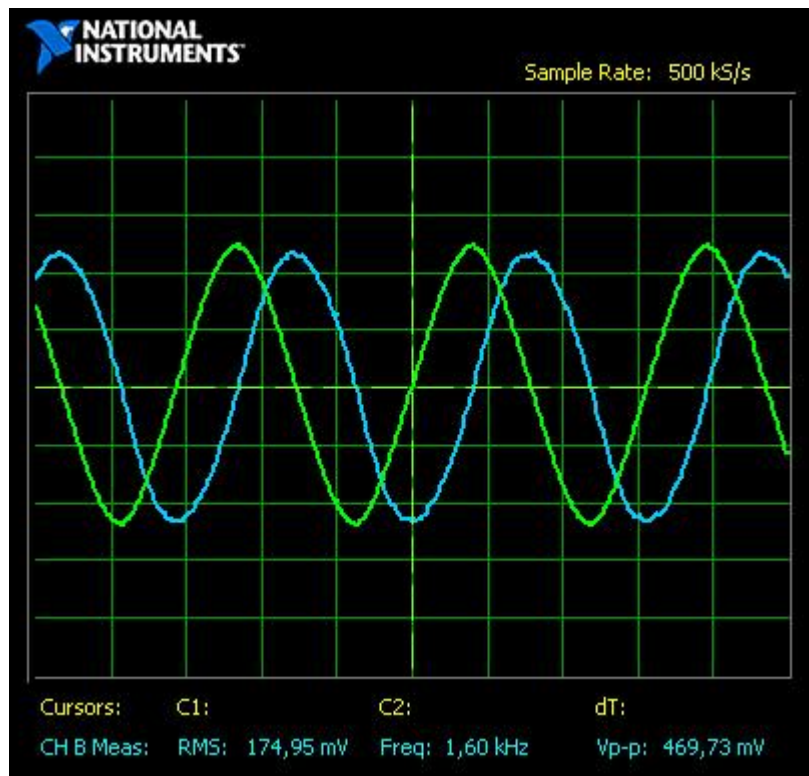 NATIONAL
INSTRUMENTS™
Sample Rate: 500 kS/s
Cursors: C1: C2: dT:
CH B Meas: RMS: 174,95 mV Freq: 1,60 kHz Vp-p: 469,73 mV